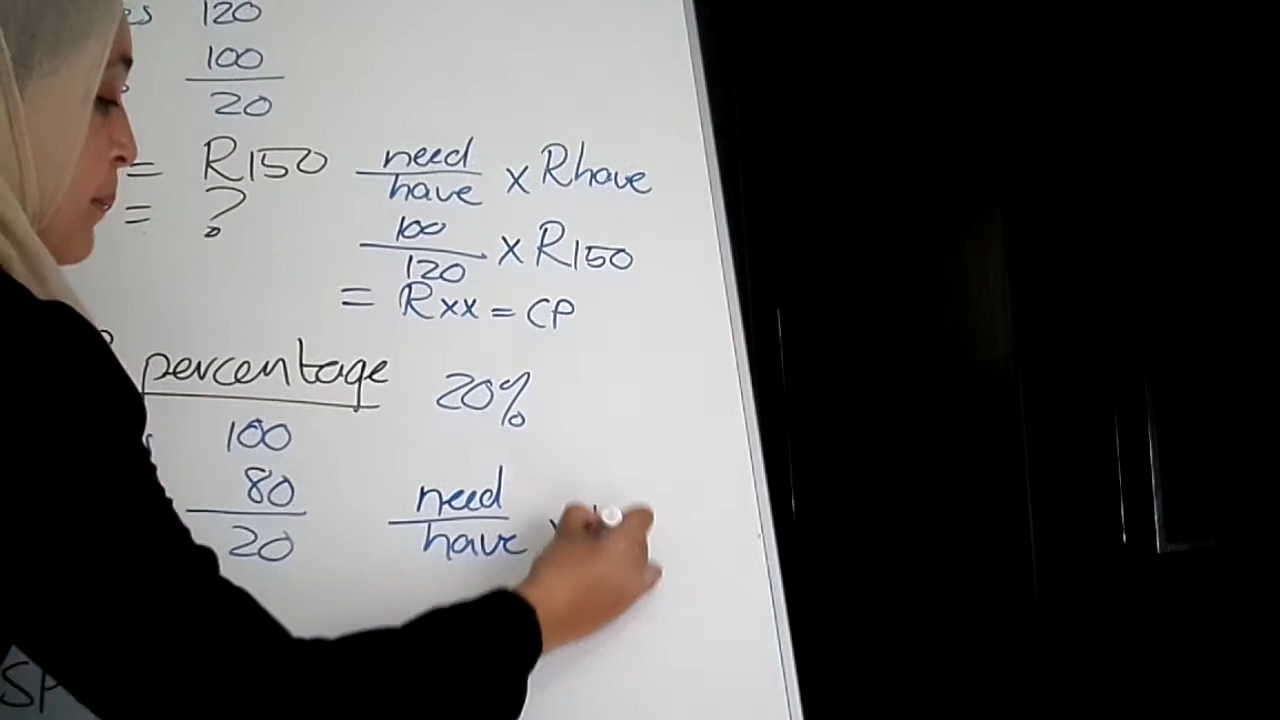 120
100
20
= R150
= ?
need
have × Rhave
100
120 × R150
= Rxx = CP
percentage 20%
100
80
20
need
have ×
SP